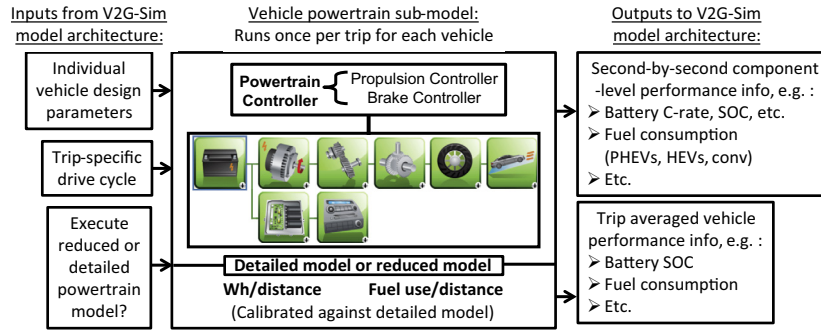 Inputs from V2G-Sim
model architecture:
Individual
vehicle design
parameters
Trip-specific
drive cycle
Execute
reduced or
detailed
powertrain
model?
Vehicle powertrain sub-model:
Runs once per trip for each vehicle
Powertrain
Controller
Propulsion Controller
Brake Controller
Detailed model or reduced model
Wh/distance Fuel use/distance
(Calibrated against detailed model)
Outputs to V2G-Sim
model architecture:
Second-by-second component
-level performance info, e.g. :
➢ Battery C-rate, SOC, etc.
➢ Fuel consumption
(PHEVs, HEVs, conv)
➢ Etc.
Trip averaged vehicle
performance info, e.g. :
➢ Battery SOC
➢ Fuel consumption
➢ Etc.